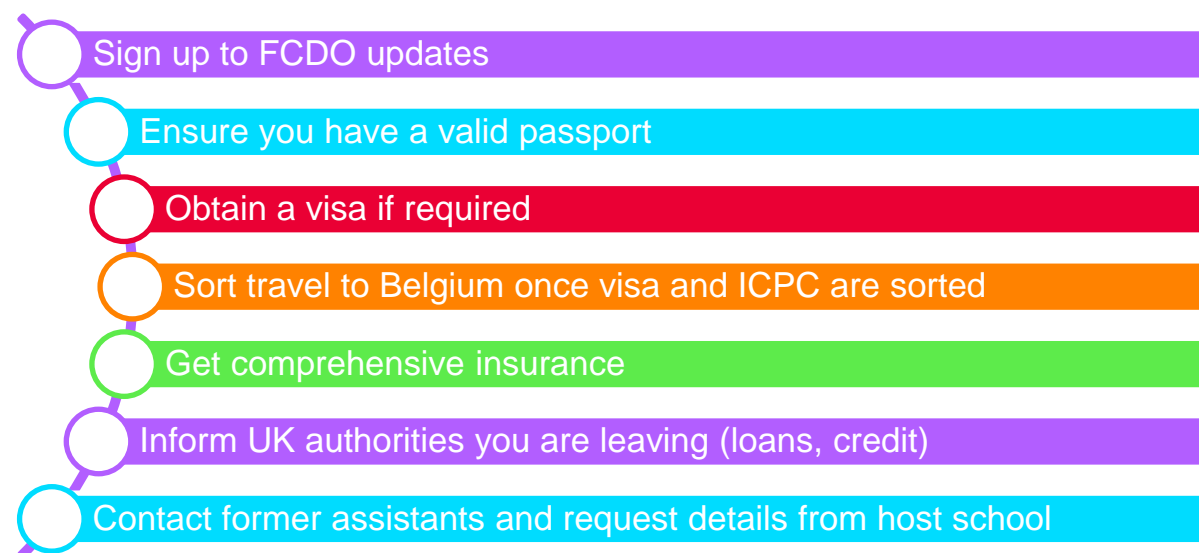 Sign up to FCDO updates
Ensure you have a valid passport
Obtain a visa if required
Sort travel to Belgium once visa and ICPC are sorted
Get comprehensive insurance
Inform UK authorities you are leaving (loans, credit)
Contact former assistants and request details from host school